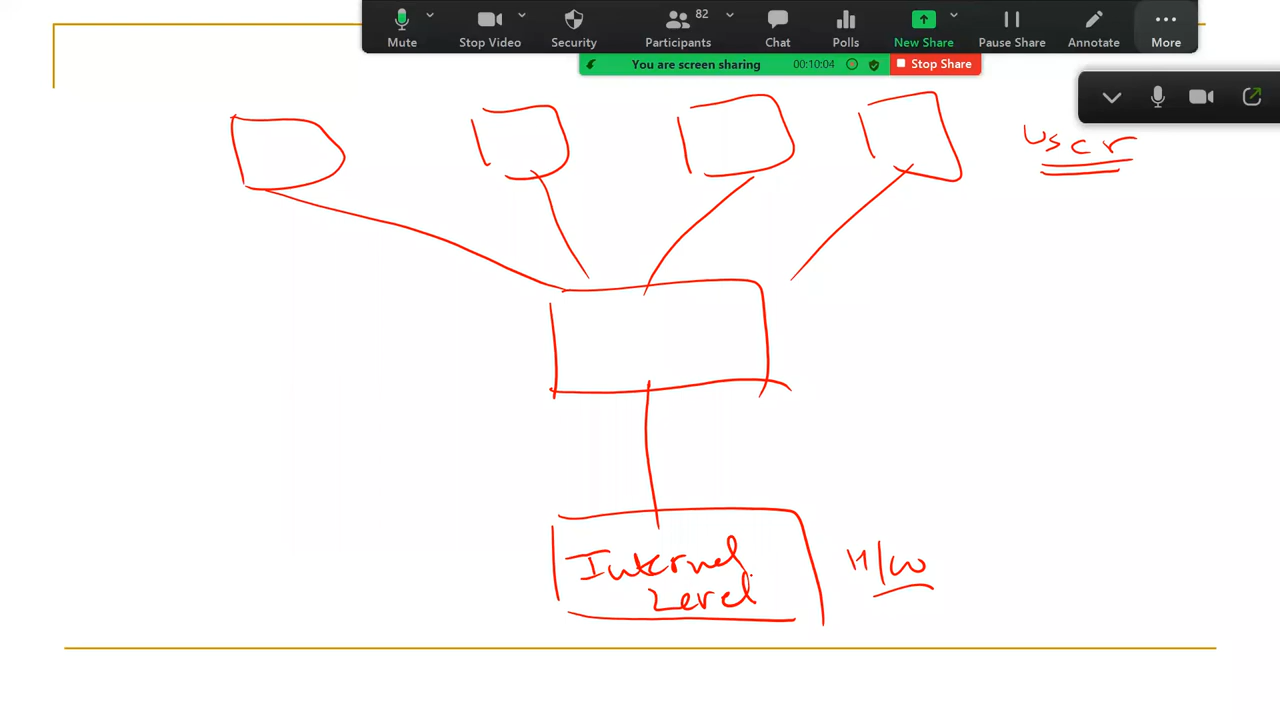 Mute
Stop Video
Security
82
Participants
Chat
Polls
New Share
Pause Share
Annotate
More
You are screen sharing
00:10:04
Stop Share
User
Internal
Level
H/W